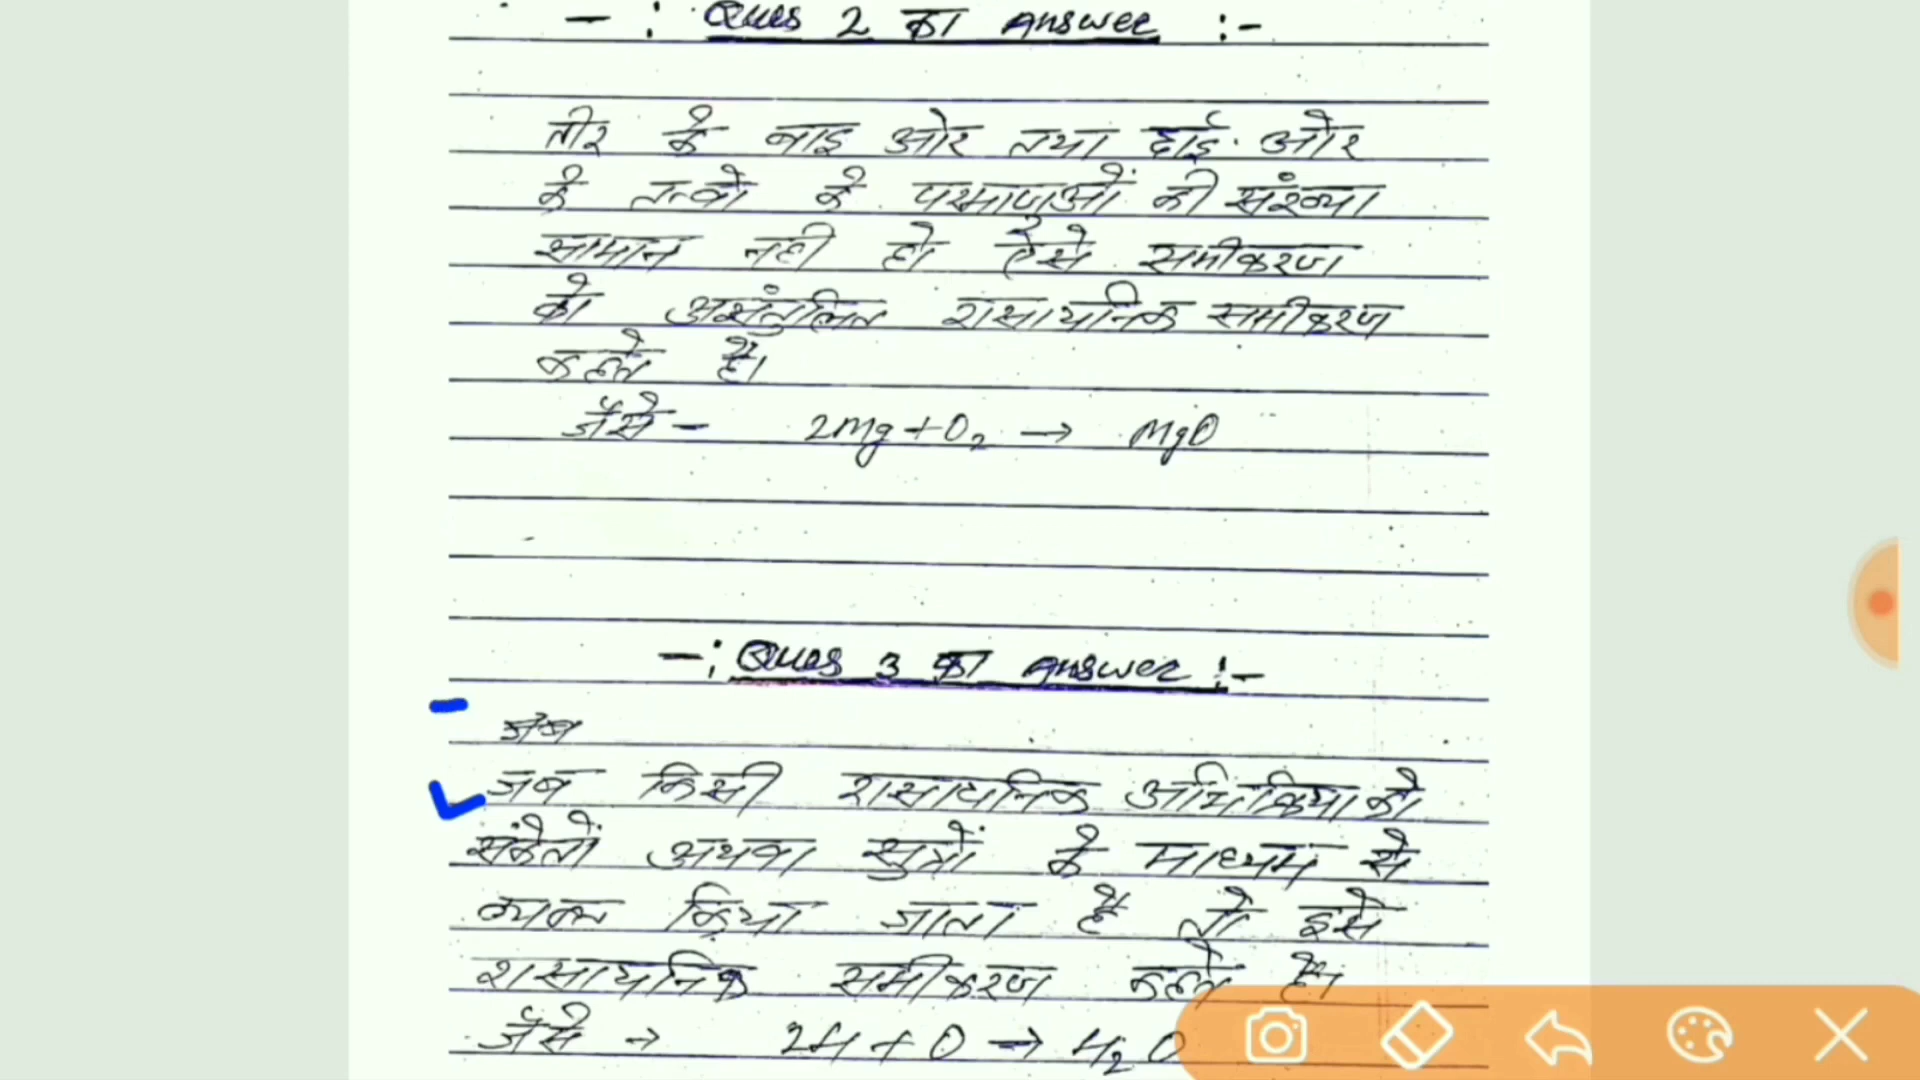 -: Ques 2 का Answer :-
तीर के बाइ ओर तथा दाई ओर
के तत्वो के परमाणुओं की संख्या
सामान नही हो ऐसे समीकरण
को असंतुलित रासायनिक समीकरण
कहते है।
जैसे - 2Mg + O₂ → MgO
-: Ques 3 का Answer :-
जब
जब किसी रासायनिक अभिक्रिया को
संकेतों अथवा सुत्रों के माध्यम से
व्यक्त किया जाता है तो इसे
रासायनिक समीकरण कहते है।
जैसे → 2H + O → H₂O